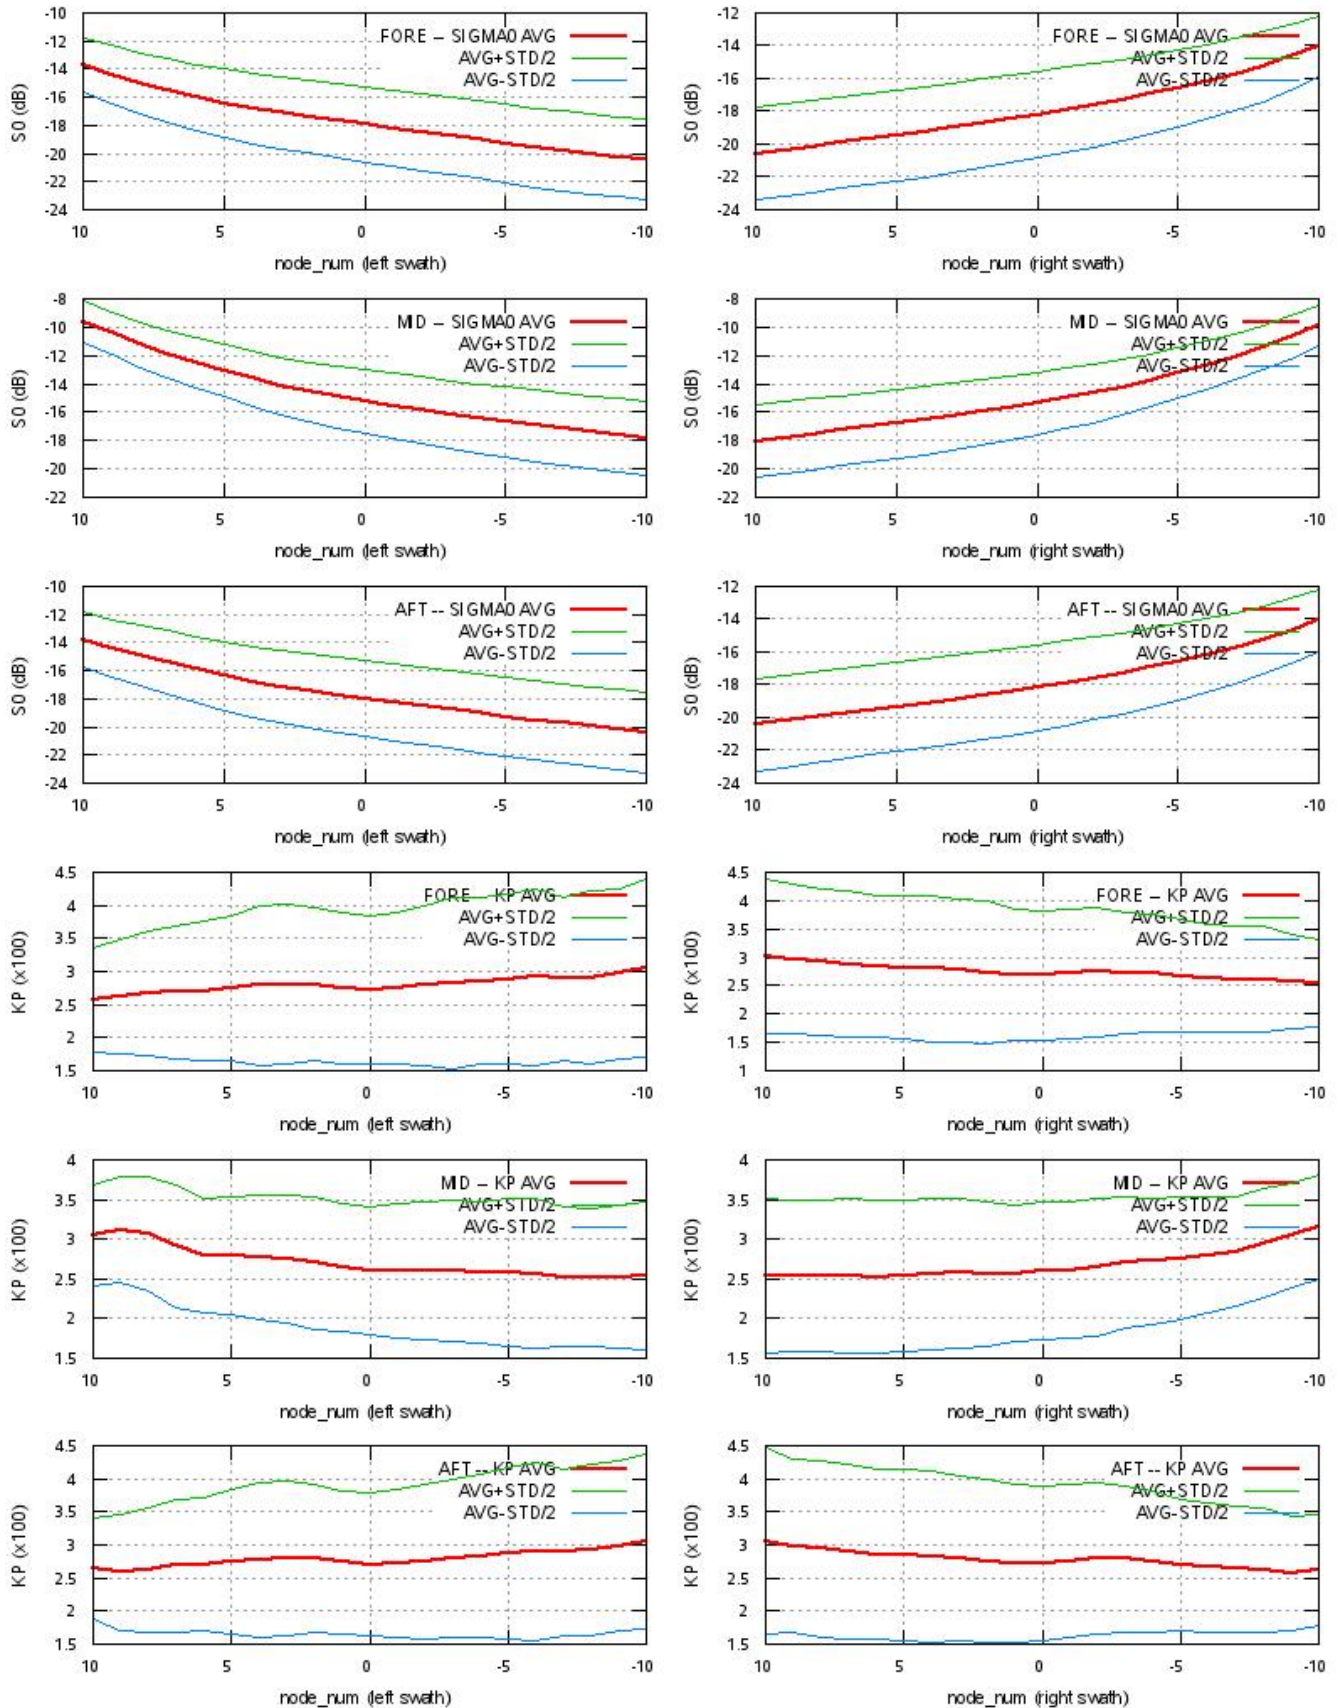 -10
-12
-14
-16
-18
-20
-22
-24
S0 (dB)
FORE -- SIGMA0 AVG
AVG+STD/2
AVG-STD/2
10 5 0 -5 -10
node_num (left swath)
-12
-14
-16
-18
-20
-22
-24
S0 (dB)
FORE -- SIGMA0 AVG
AVG+STD/2
AVG-STD/2
10 5 0 -5 -10
node_num (right swath)
-8
-10
-12
-14
-16
-18
-20
-22
S0 (dB)
MID -- SIGMA0 AVG
AVG+STD/2
AVG-STD/2
10 5 0 -5 -10
node_num (left swath)
-8
-10
-12
-14
-16
-18
-20
-22
S0 (dB)
MID -- SIGMA0 AVG
AVG+STD/2
AVG-STD/2
10 5 0 -5 -10
node_num (right swath)
-10
-12
-14
-16
-18
-20
-22
-24
S0 (dB)
AFT -- SIGMA0 AVG
AVG+STD/2
AVG-STD/2
10 5 0 -5 -10
node_num (left swath)
-12
-14
-16
-18
-20
-22
-24
S0 (dB)
AFT -- SIGMA0 AVG
AVG+STD/2
AVG-STD/2
10 5 0 -5 -10
node_num (right swath)
4.5
4
3.5
3
2.5
2
1.5
KP (x100)
FORE -- KP AVG
AVG+STD/2
AVG-STD/2
10 5 0 -5 -10
node_num (left swath)
4.5
4
3.5
3
2.5
2
1.5
1
KP (x100)
FORE -- KP AVG
AVG+STD/2
AVG-STD/2
10 5 0 -5 -10
node_num (right swath)
4
3.5
3
2.5
2
1.5
KP (x100)
MID -- KP AVG
AVG+STD/2
AVG-STD/2
10 5 0 -5 -10
node_num (left swath)
4
3.5
3
2.5
2
1.5
KP (x100)
MID -- KP AVG
AVG+STD/2
AVG-STD/2
10 5 0 -5 -10
node_num (right swath)
4.5
4
3.5
3
2.5
2
1.5
KP (x100)
AFT -- KP AVG
AVG+STD/2
AVG-STD/2
10 5 0 -5 -10
node_num (left swath)
4.5
4
3.5
3
2.5
2
1.5
KP (x100)
AFT -- KP AVG
AVG+STD/2
AVG-STD/2
10 5 0 -5 -10
node_num (right swath)